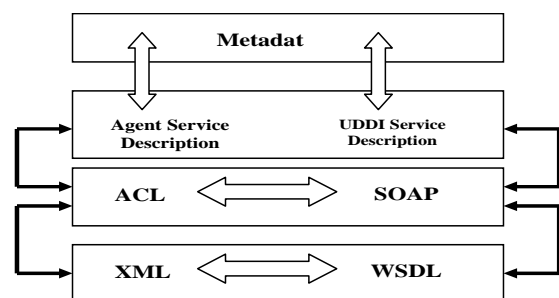 Metadat
Agent Service
Description
UDDI Service
Description
ACL
SOAP
XML
WSDL